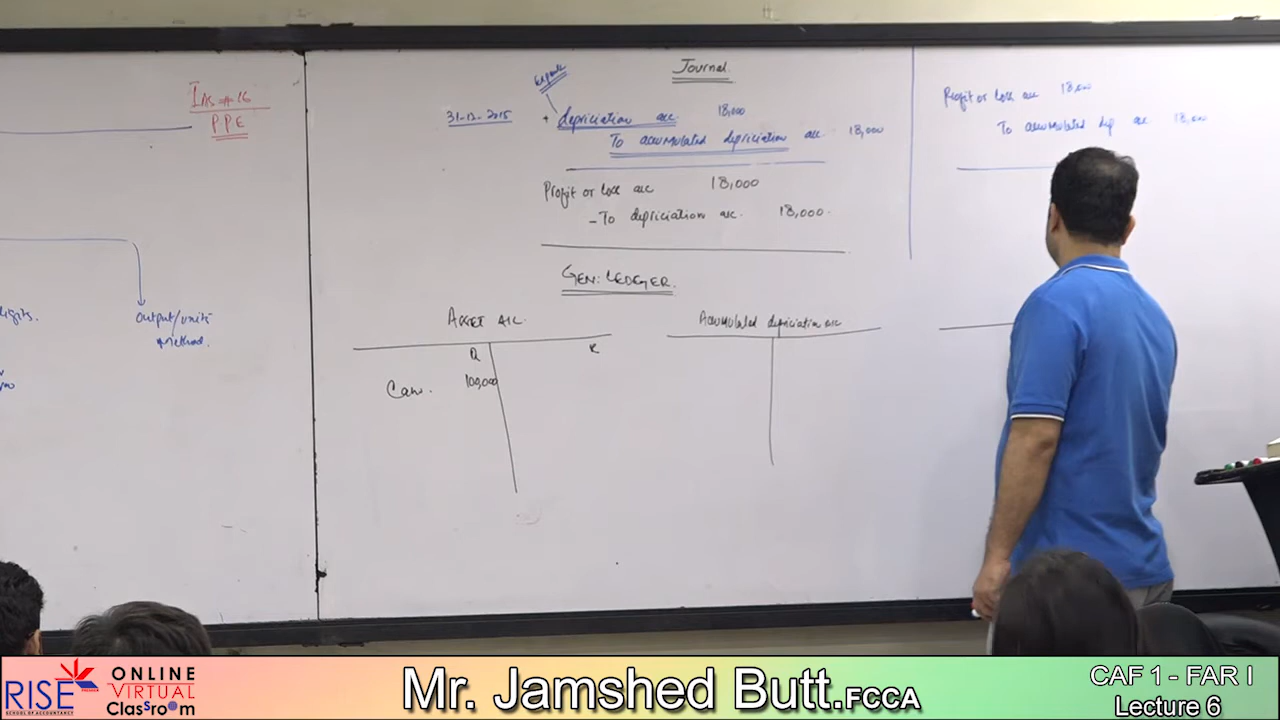 IAS-16
PPE
output/units
method.
Journal
Expense
31-12-2015
depriciation a/c 18,000
To accumulated depriciation a/c 18,000
Profit or loss a/c 18,000
- To depriciation a/c. 18,000.
GEN: LEDEGER.
ASSET A/C.
Cash. 100,000
Accumulated depriciation a/c
Profit or loss a/c 18,000
To accumulated dep a/c 18,000
RISE
SCHOOL OF ACCOUNTANCY
ONLINE
VIRTUAL
Classroom
Mr. Jamshed Butt.FCCA
CAF 1 - FAR I
Lecture 6